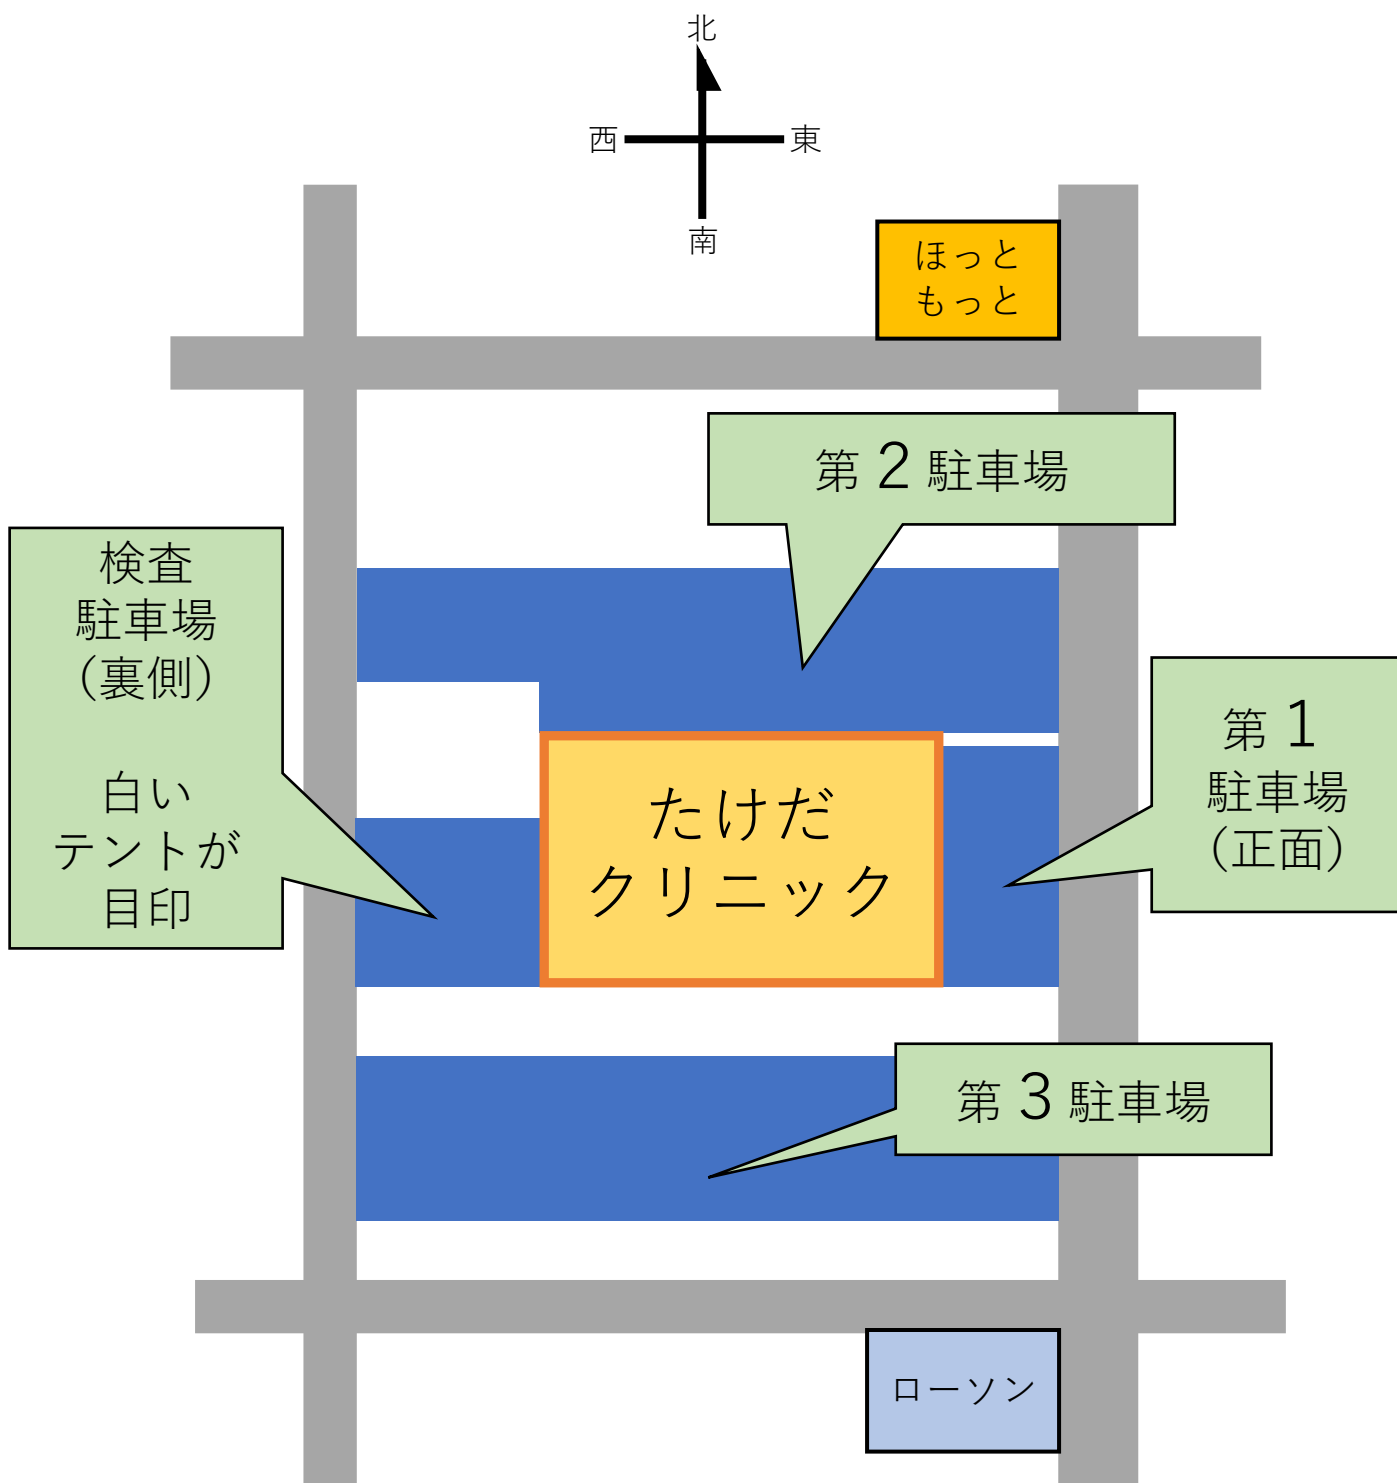 北
西
東
南
ほっと
もっと
第２駐車場
検査
駐車場
（裏側）
白い
テントが
目印
第１
駐車場
（正面）
たけだ
クリニック
第３駐車場
ローソン